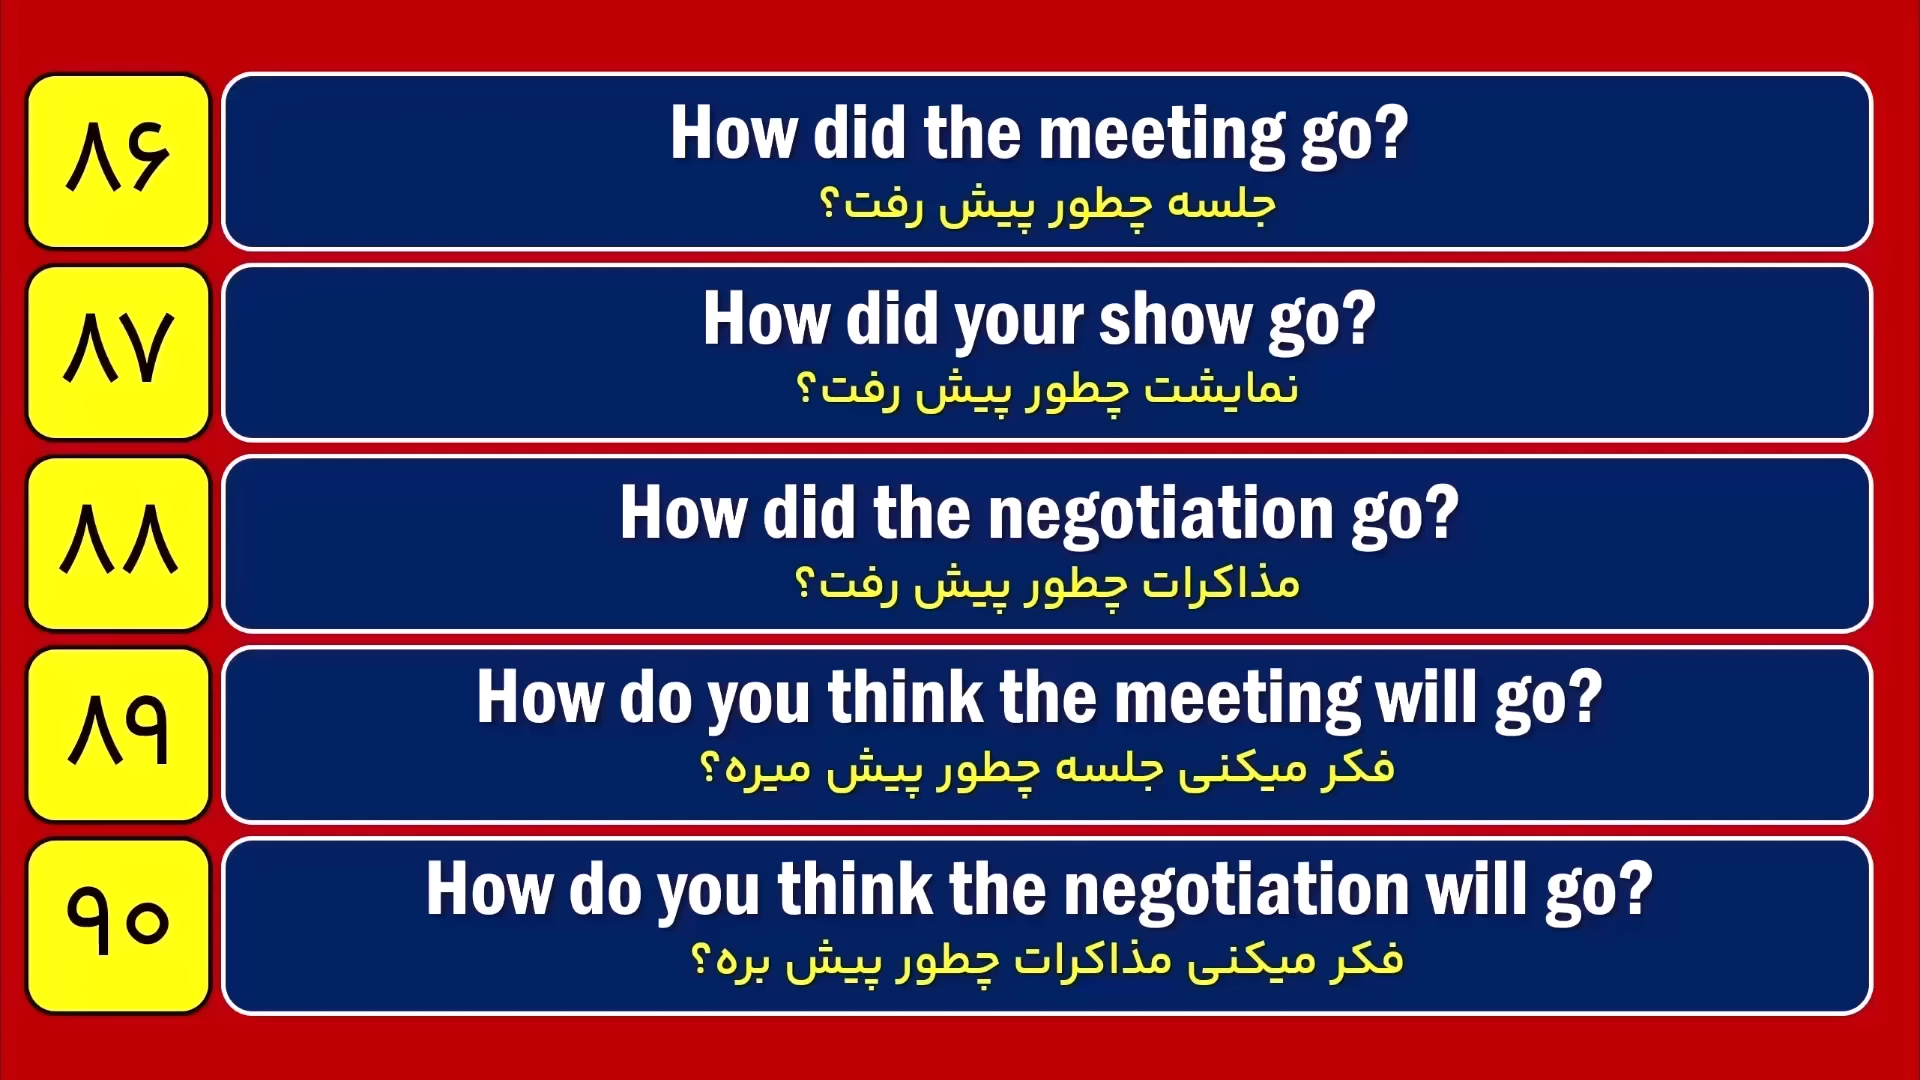 ۸۶
How did the meeting go?
جلسه چطور پیش رفت؟
۸۷
How did your show go?
نمایشت چطور پیش رفت؟
۸۸
How did the negotiation go?
مذاکرات چطور پیش رفت؟
۸۹
How do you think the meeting will go?
فکر میکنی جلسه چطور پیش میره؟
۹۰
How do you think the negotiation will go?
فکر میکنی مذاکرات چطور پیش بره؟